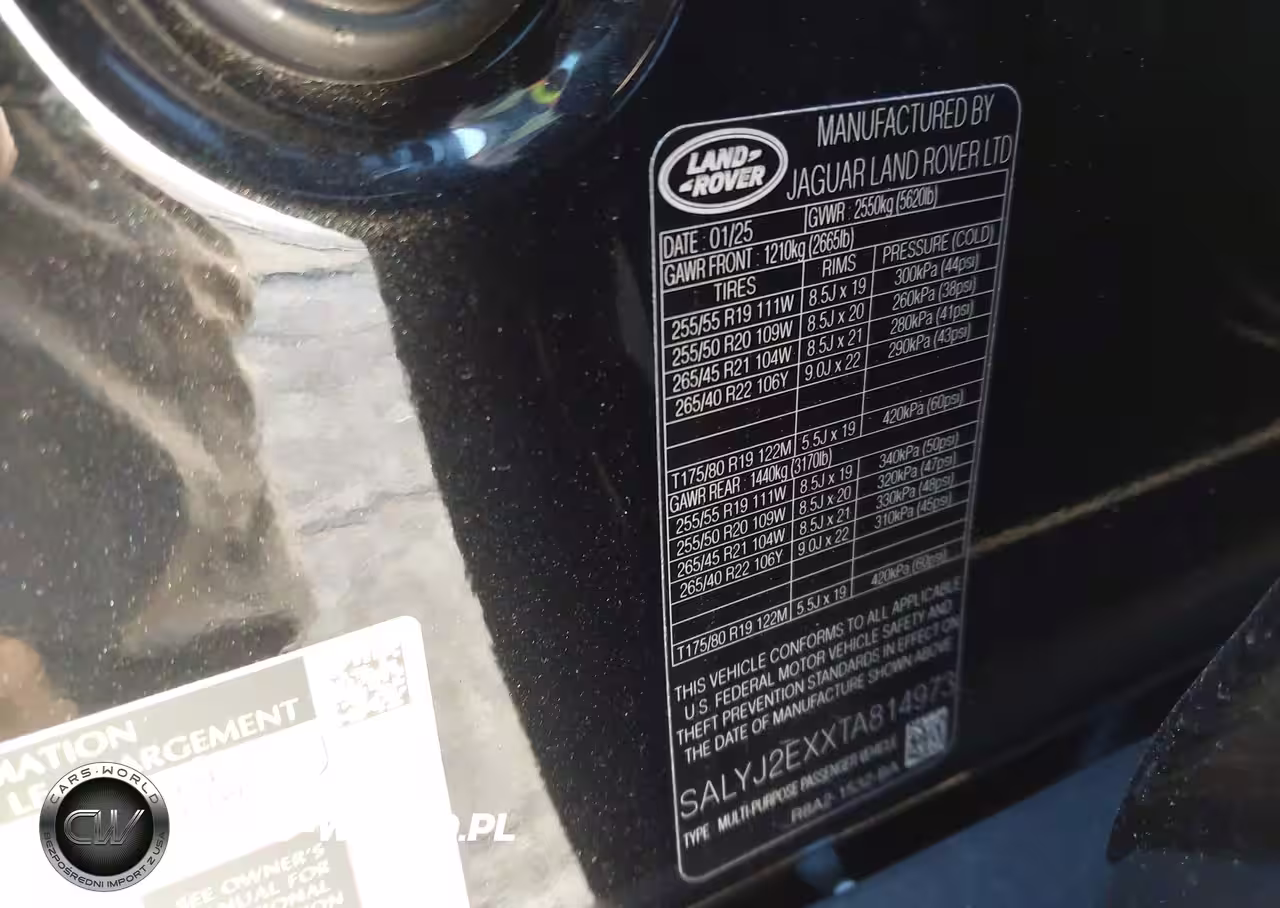 LAND-
-ROVER
MANUFACTURED BY
JAGUAR LAND ROVER LTD
DATE : 01/25 GVWR : 2550kg (5620lb)
GAWR FRONT : 1210kg (2665lb)
TIRES RIMS PRESSURE (COLD)
255/55 R19 111W 8.5J x 19 300kPa (44psi)
255/50 R20 109W 8.5J x 20 260kPa (38psi)
265/45 R21 104W 8.5J x 21 280kPa (41psi)
265/40 R22 106Y 9.0J x 22 290kPa (43psi)
T175/80 R19 122M 5.5J x 19 420kPa (60psi)
GAWR REAR : 1440kg (3170lb)
255/55 R19 111W 8.5J x 19 340kPa (50psi)
255/50 R20 109W 8.5J x 20 320kPa (47psi)
265/45 R21 104W 8.5J x 21 330kPa (48psi)
265/40 R22 106Y 9.0J x 22 310kPa (45psi)
T175/80 R19 122M 5.5J x 19 420kPa (60psi)
THIS VEHICLE CONFORMS TO ALL APPLICABLE
U.S. FEDERAL MOTOR VEHICLE SAFETY AND
THEFT PREVENTION STANDARDS IN EFFECT ON
THE DATE OF MANUFACTURE SHOWN ABOVE
SALYJ2EXXTA814973
TYPE MULTI-PURPOSE PASSENGER VEHICLE
MATION
ARGEMENT
SEE OWNER'S
CARS-WORLD
CW
BEZPOŚREDNI IMPORT Z USA
.PL